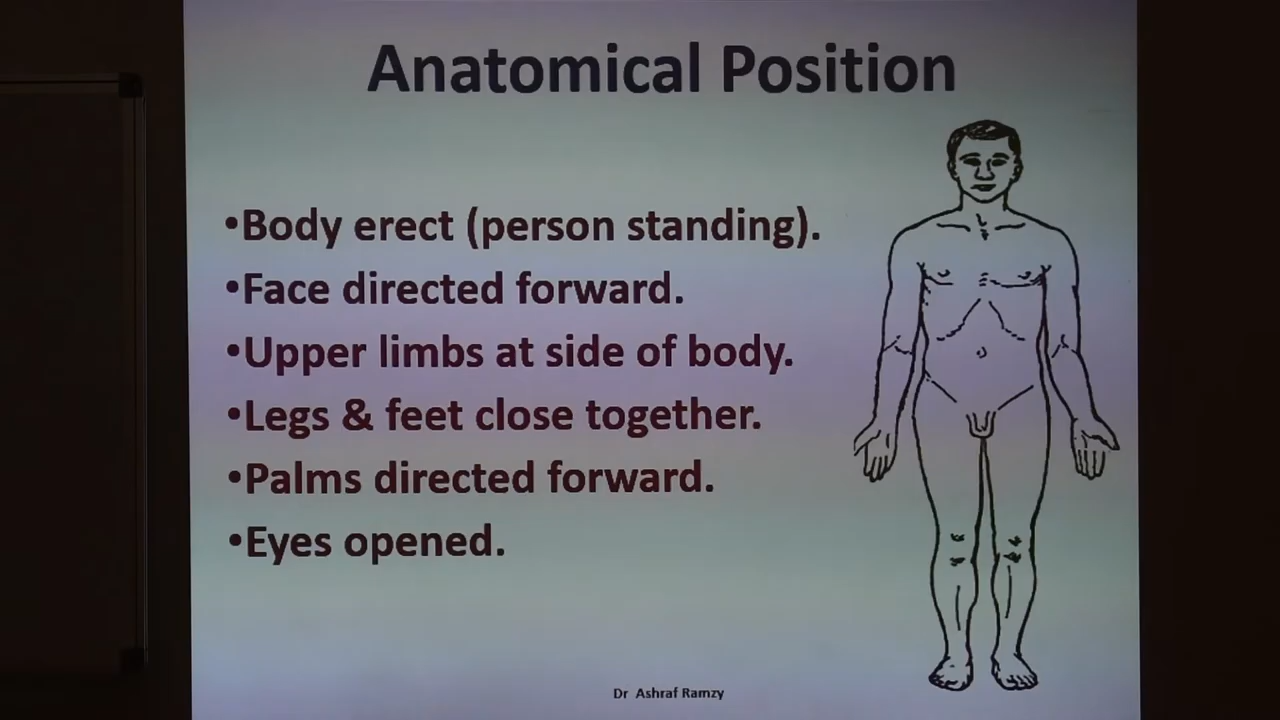 Anatomical Position
•Body erect (person standing).
•Face directed forward.
•Upper limbs at side of body.
•Legs & feet close together.
•Palms directed forward.
•Eyes opened.
Dr Ashraf Ramzy